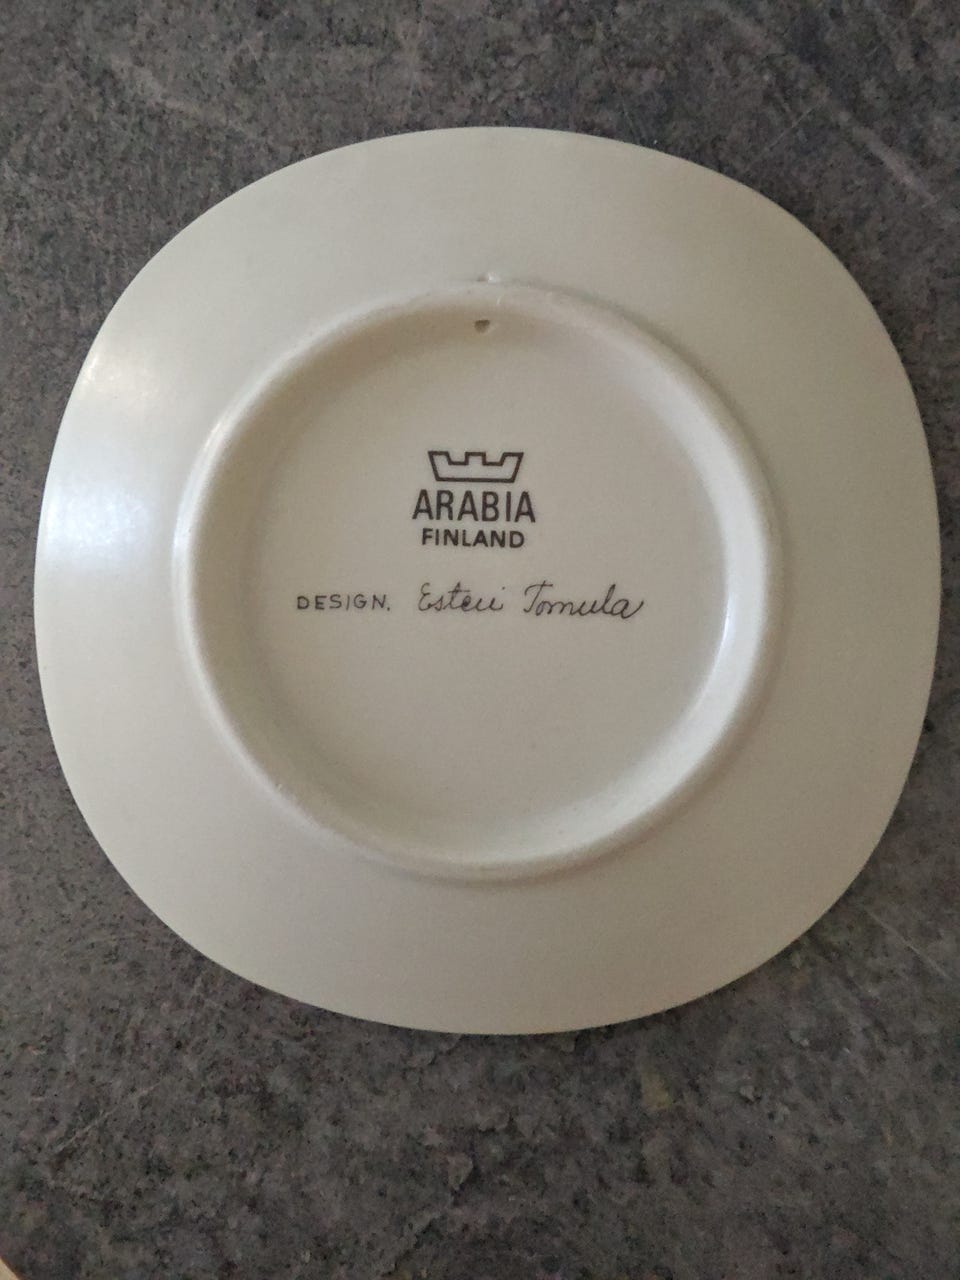 ARABIA
FINLAND
DESIGN. Esteri Tomula